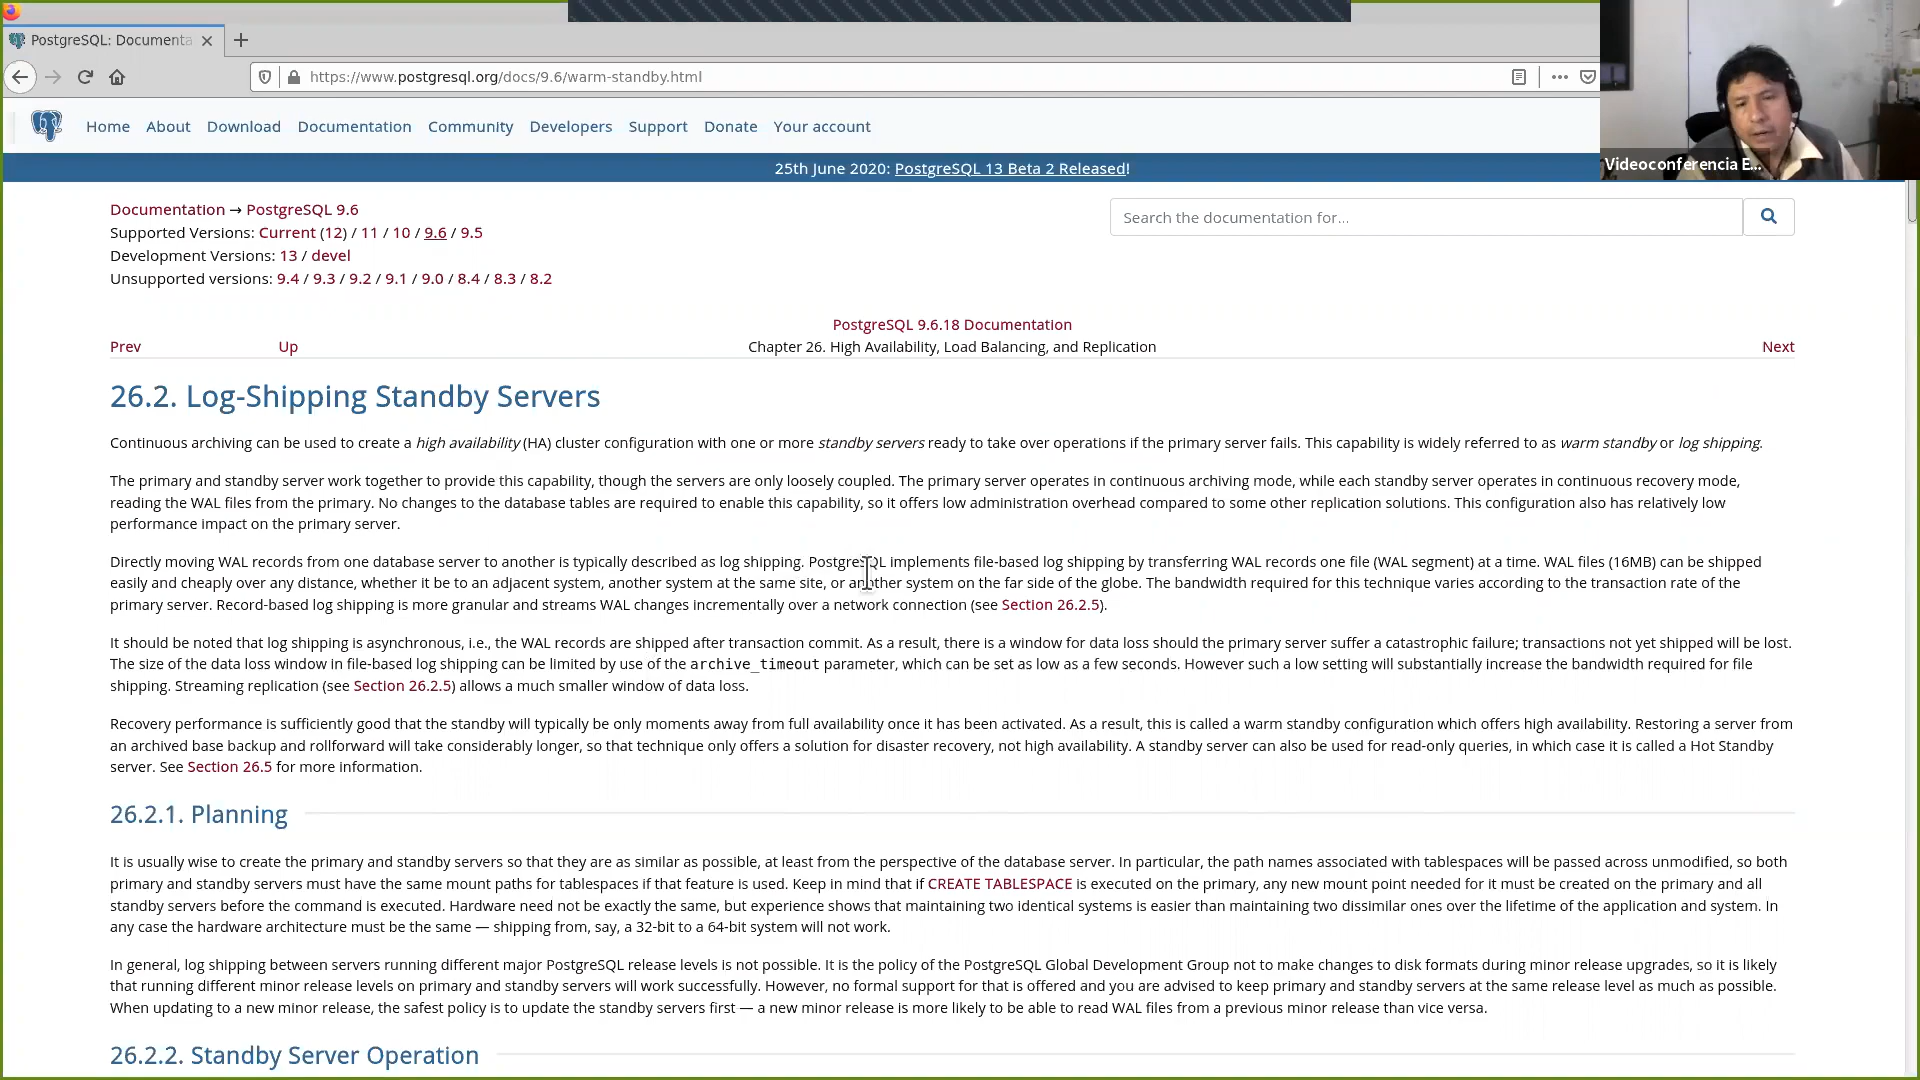 PostgreSQL: Documenta
https://www.postgresql.org/docs/9.6/warm-standby.html
Home About Download Documentation Community Developers Support Donate Your account
Videoconferencia E...
25th June 2020: PostgreSQL 13 Beta 2 Released!
Documentation → PostgreSQL 9.6
Supported Versions: Current (12) / 11 / 10 / 9.6 / 9.5
Development Versions: 13 / devel
Unsupported versions: 9.4 / 9.3 / 9.2 / 9.1 / 9.0 / 8.4 / 8.3 / 8.2
Search the documentation for...
PostgreSQL 9.6.18 Documentation
Prev Up Chapter 26. High Availability, Load Balancing, and Replication Next
26.2. Log-Shipping Standby Servers
Continuous archiving can be used to create a high availability (HA) cluster configuration with one or more standby servers ready to take over operations if the primary server fails. This capability is widely referred to as warm standby or log shipping.
The primary and standby server work together to provide this capability, though the servers are only loosely coupled. The primary server operates in continuous archiving mode, while each standby server operates in continuous recovery mode,
reading the WAL files from the primary. No changes to the database tables are required to enable this capability, so it offers low administration overhead compared to some other replication solutions. This configuration also has relatively low
performance impact on the primary server.
Directly moving WAL records from one database server to another is typically described as log shipping. PostgreSQL implements file-based log shipping by transferring WAL records one file (WAL segment) at a time. WAL files (16MB) can be shipped
easily and cheaply over any distance, whether it be to an adjacent system, another system at the same site, or another system on the far side of the globe. The bandwidth required for this technique varies according to the transaction rate of the
primary server. Record-based log shipping is more granular and streams WAL changes incrementally over a network connection (see Section 26.2.5).
It should be noted that log shipping is asynchronous, i.e., the WAL records are shipped after transaction commit. As a result, there is a window for data loss should the primary server suffer a catastrophic failure; transactions not yet shipped will be lost.
The size of the data loss window in file-based log shipping can be limited by use of the archive_timeout parameter, which can be set as low as a few seconds. However such a low setting will substantially increase the bandwidth required for file
shipping. Streaming replication (see Section 26.2.5) allows a much smaller window of data loss.
Recovery performance is sufficiently good that the standby will typically be only moments away from full availability once it has been activated. As a result, this is called a warm standby configuration which offers high availability. Restoring a server from
an archived base backup and rollforward will take considerably longer, so that technique only offers a solution for disaster recovery, not high availability. A standby server can also be used for read-only queries, in which case it is called a Hot Standby
server. See Section 26.5 for more information.
26.2.1. Planning
It is usually wise to create the primary and standby servers so that they are as similar as possible, at least from the perspective of the database server. In particular, the path names associated with tablespaces will be passed across unmodified, so both
primary and standby servers must have the same mount paths for tablespaces if that feature is used. Keep in mind that if CREATE TABLESPACE is executed on the primary, any new mount point needed for it must be created on the primary and all
standby servers before the command is executed. Hardware need not be exactly the same, but experience shows that maintaining two identical systems is easier than maintaining two dissimilar ones over the lifetime of the application and system. In
any case the hardware architecture must be the same — shipping from, say, a 32-bit to a 64-bit system will not work.
In general, log shipping between servers running different major PostgreSQL release levels is not possible. It is the policy of the PostgreSQL Global Development Group not to make changes to disk formats during minor release upgrades, so it is likely
that running different minor release levels on primary and standby servers will work successfully. However, no formal support for that is offered and you are advised to keep primary and standby servers at the same release level as much as possible.
When updating to a new minor release, the safest policy is to update the standby servers first — a new minor release is more likely to be able to read WAL files from a previous minor release than vice versa.
26.2.2. Standby Server Operation